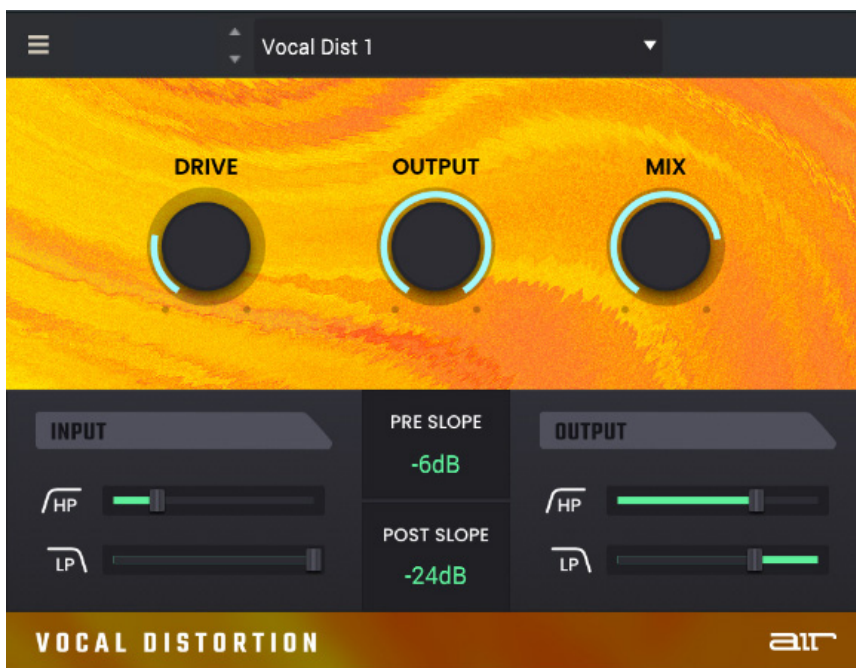 Vocal Dist 1
DRIVE OUTPUT MIX
INPUT
HP
LP
PRE SLOPE
-6dB
POST SLOPE
-24dB
OUTPUT
HP
LP
VOCAL DISTORTION
air